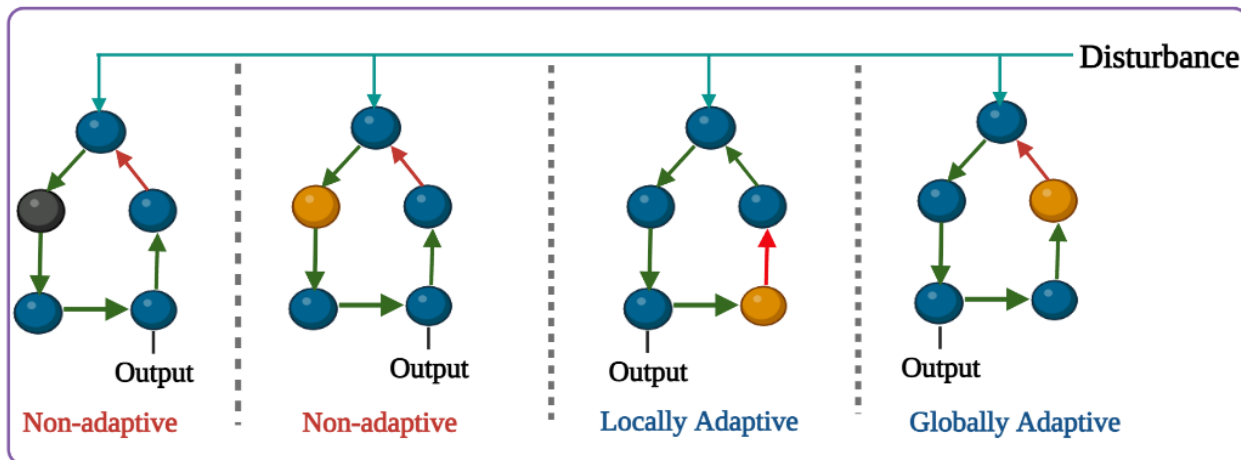 Disturbance
Output
Output
Output
Output
Non-adaptive
Non-adaptive
Locally Adaptive
Globally Adaptive